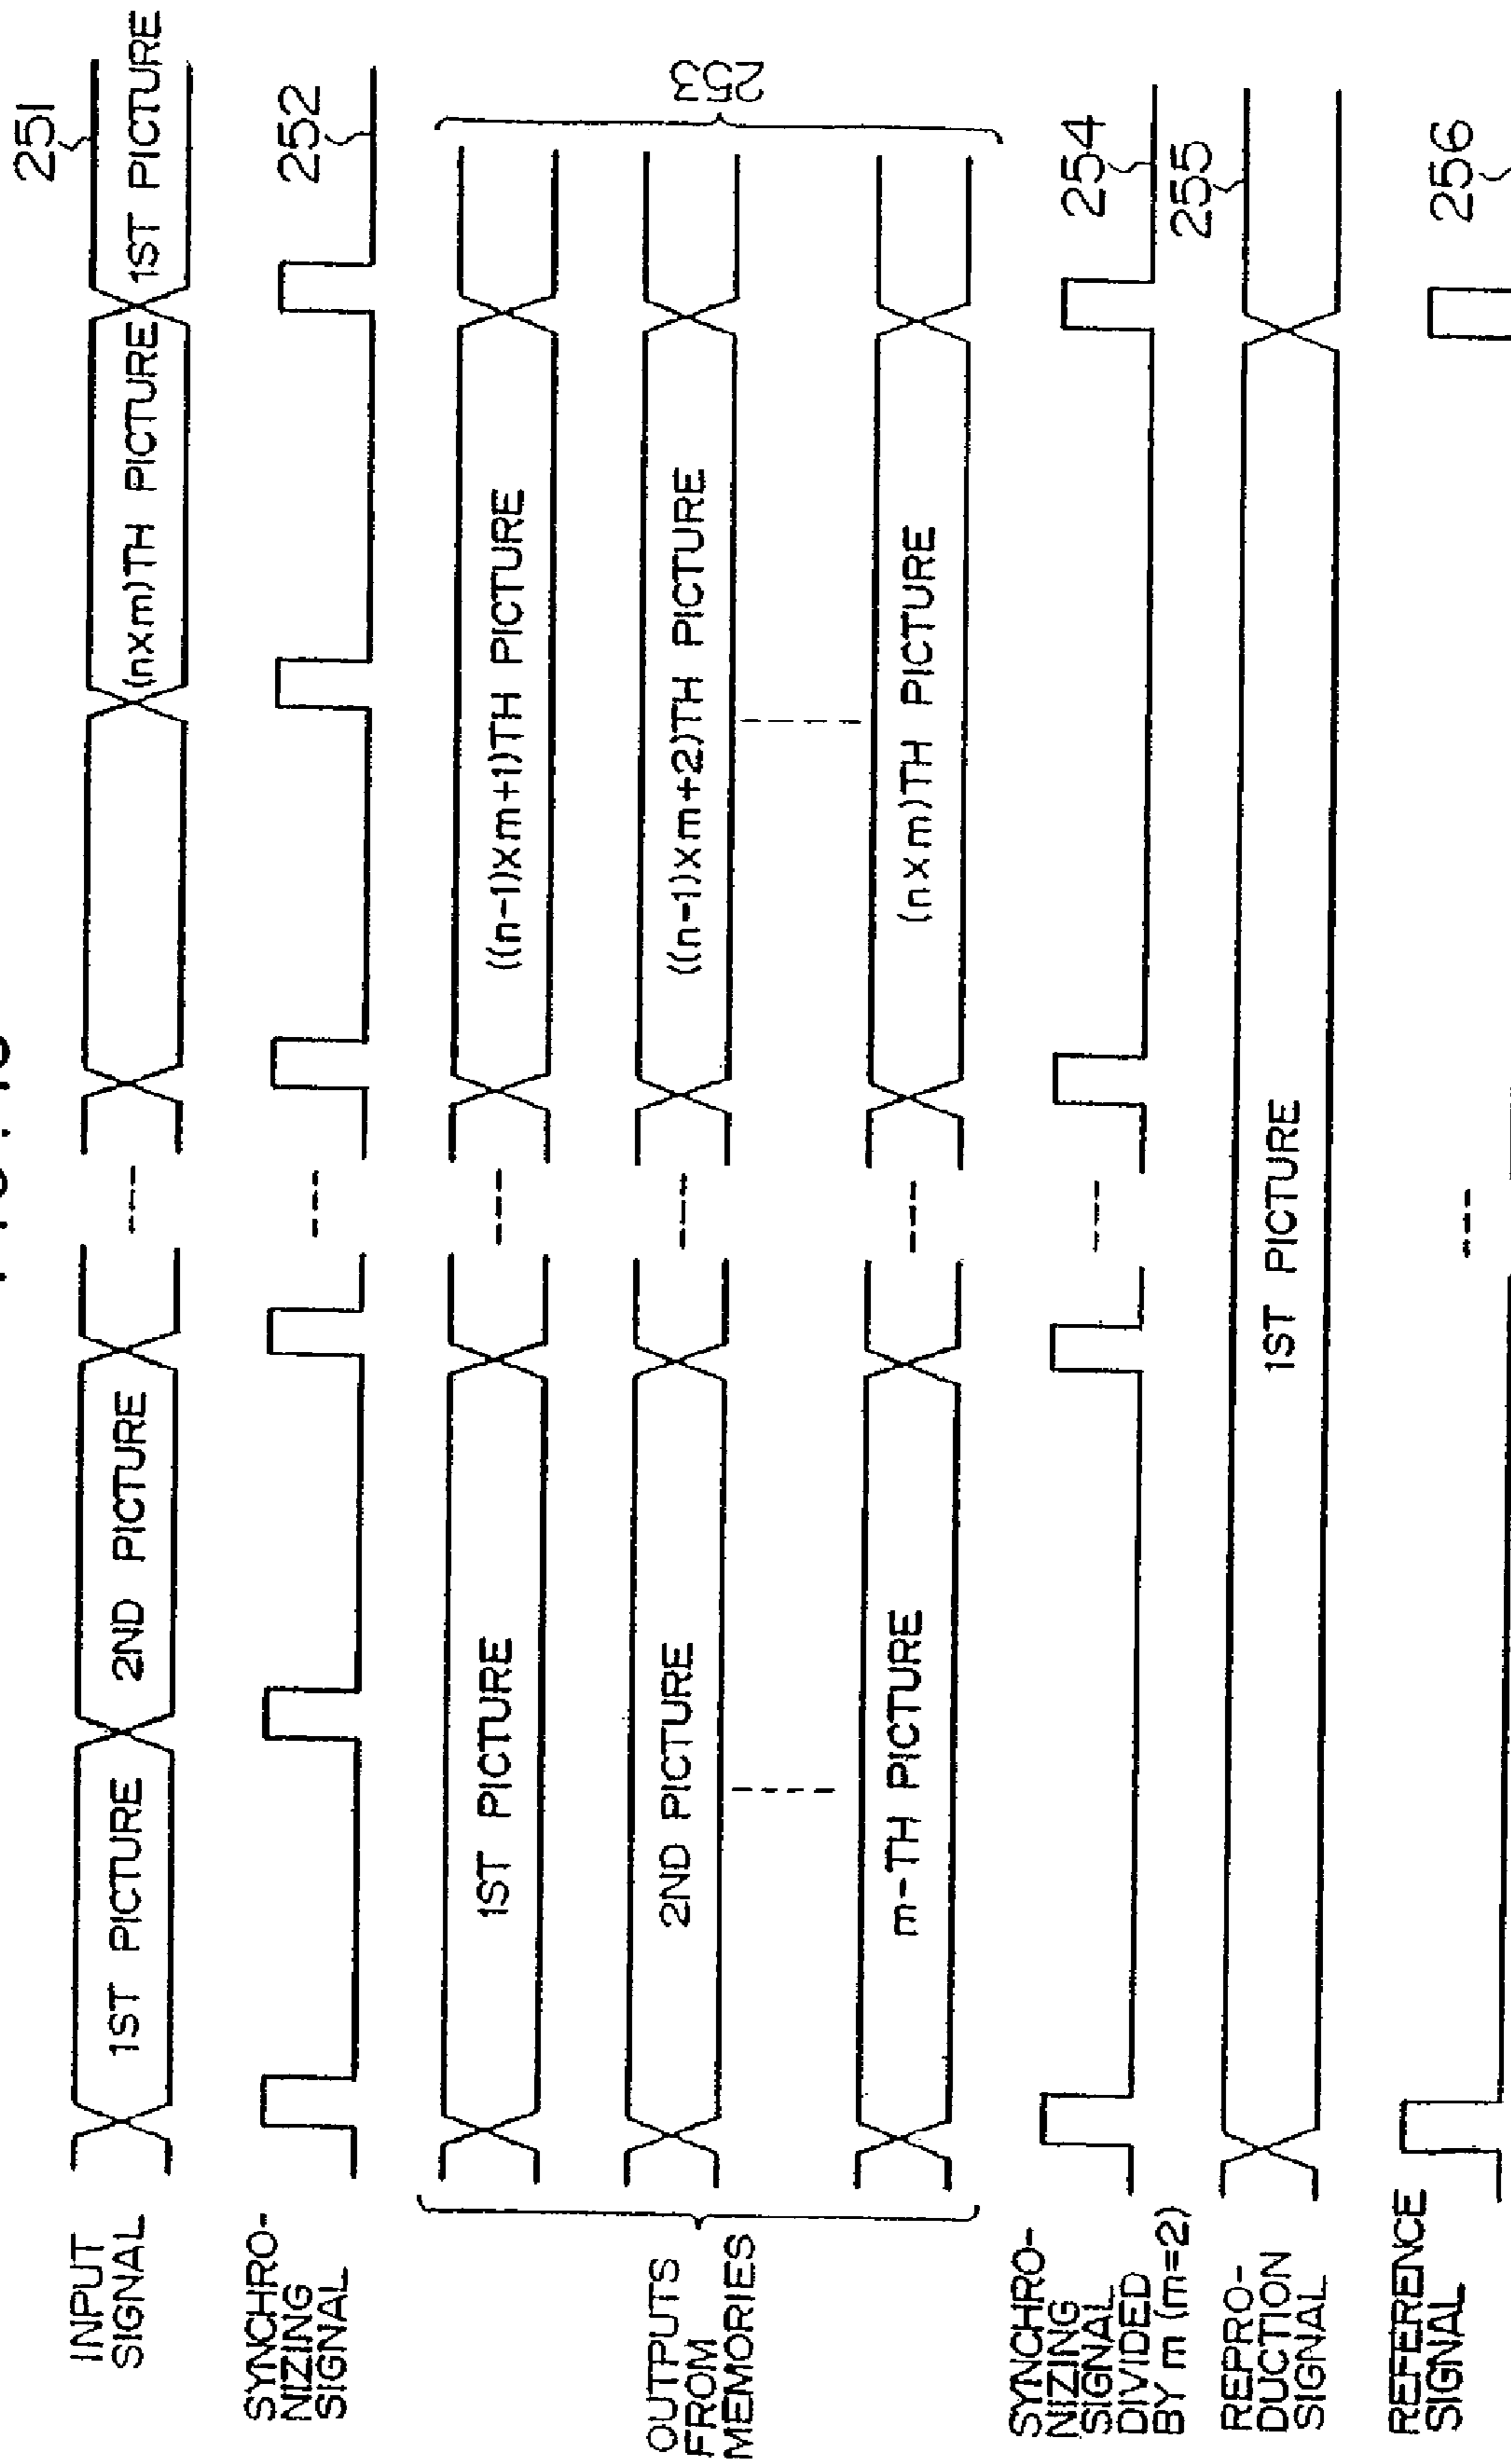 INPUT
SIGNAL
1ST PICTURE
2ND PICTURE
(n×m)TH PICTURE
1ST PICTURE
251
SYNCHRO-
NIZING
SIGNAL
252
OUTPUTS
FROM
MEMORIES
1ST PICTURE
((n-1)×m+1)TH PICTURE
2ND PICTURE
((n-1)×m+2)TH PICTURE
m-TH PICTURE
(n×m)TH PICTURE
253
SYNCHRO-
NIZING
SIGNAL
DIVIDED
BY m (m=2)
254
REPRO-
DUCTION
SIGNAL
1ST PICTURE
255
REFERENCE
SIGNAL
256